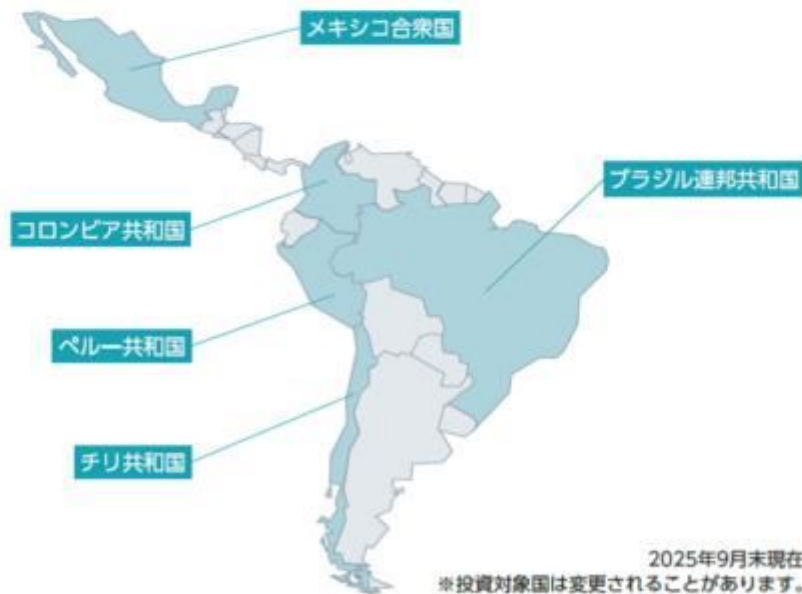 メキシコ合衆国
ブラジル連邦共和国
コロンビア共和国
ペルー共和国
チリ共和国
2025年9月末現在
※投資対象国は変更されることがあります。